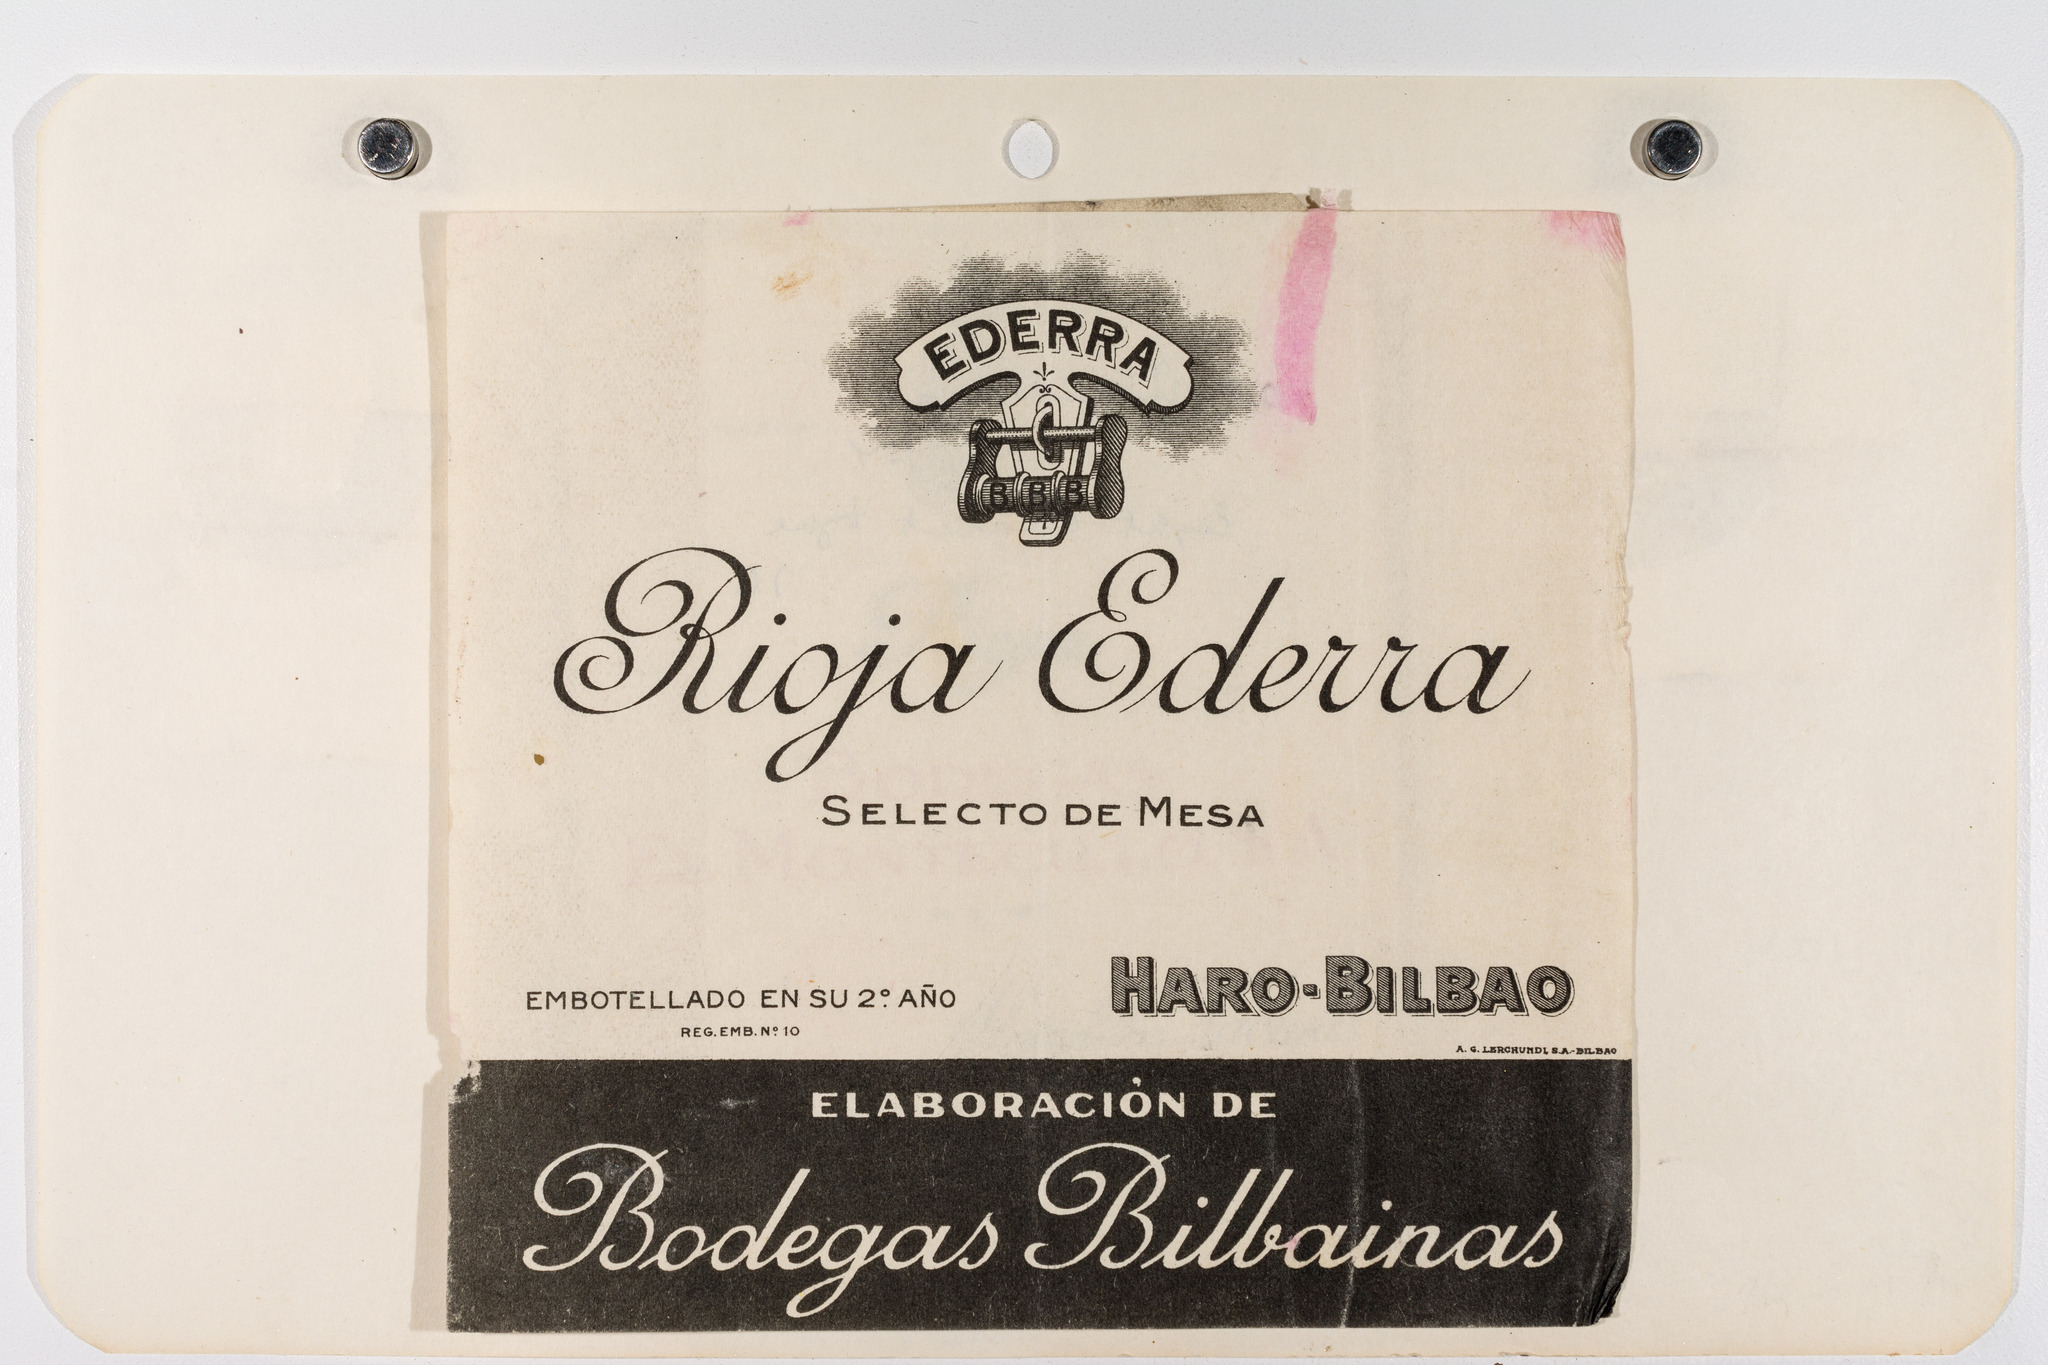 EDERRA
B B B
Rioja Ederra
SELECTO DE MESA
EMBOTELLADO EN SU 2º AÑO
REG. EMB. Nº 10
HARO-BILBAO
A. G. LERCHUNDI, S.A.-BILBAO
ELABORACIÓN DE
Bodegas Bilbainas